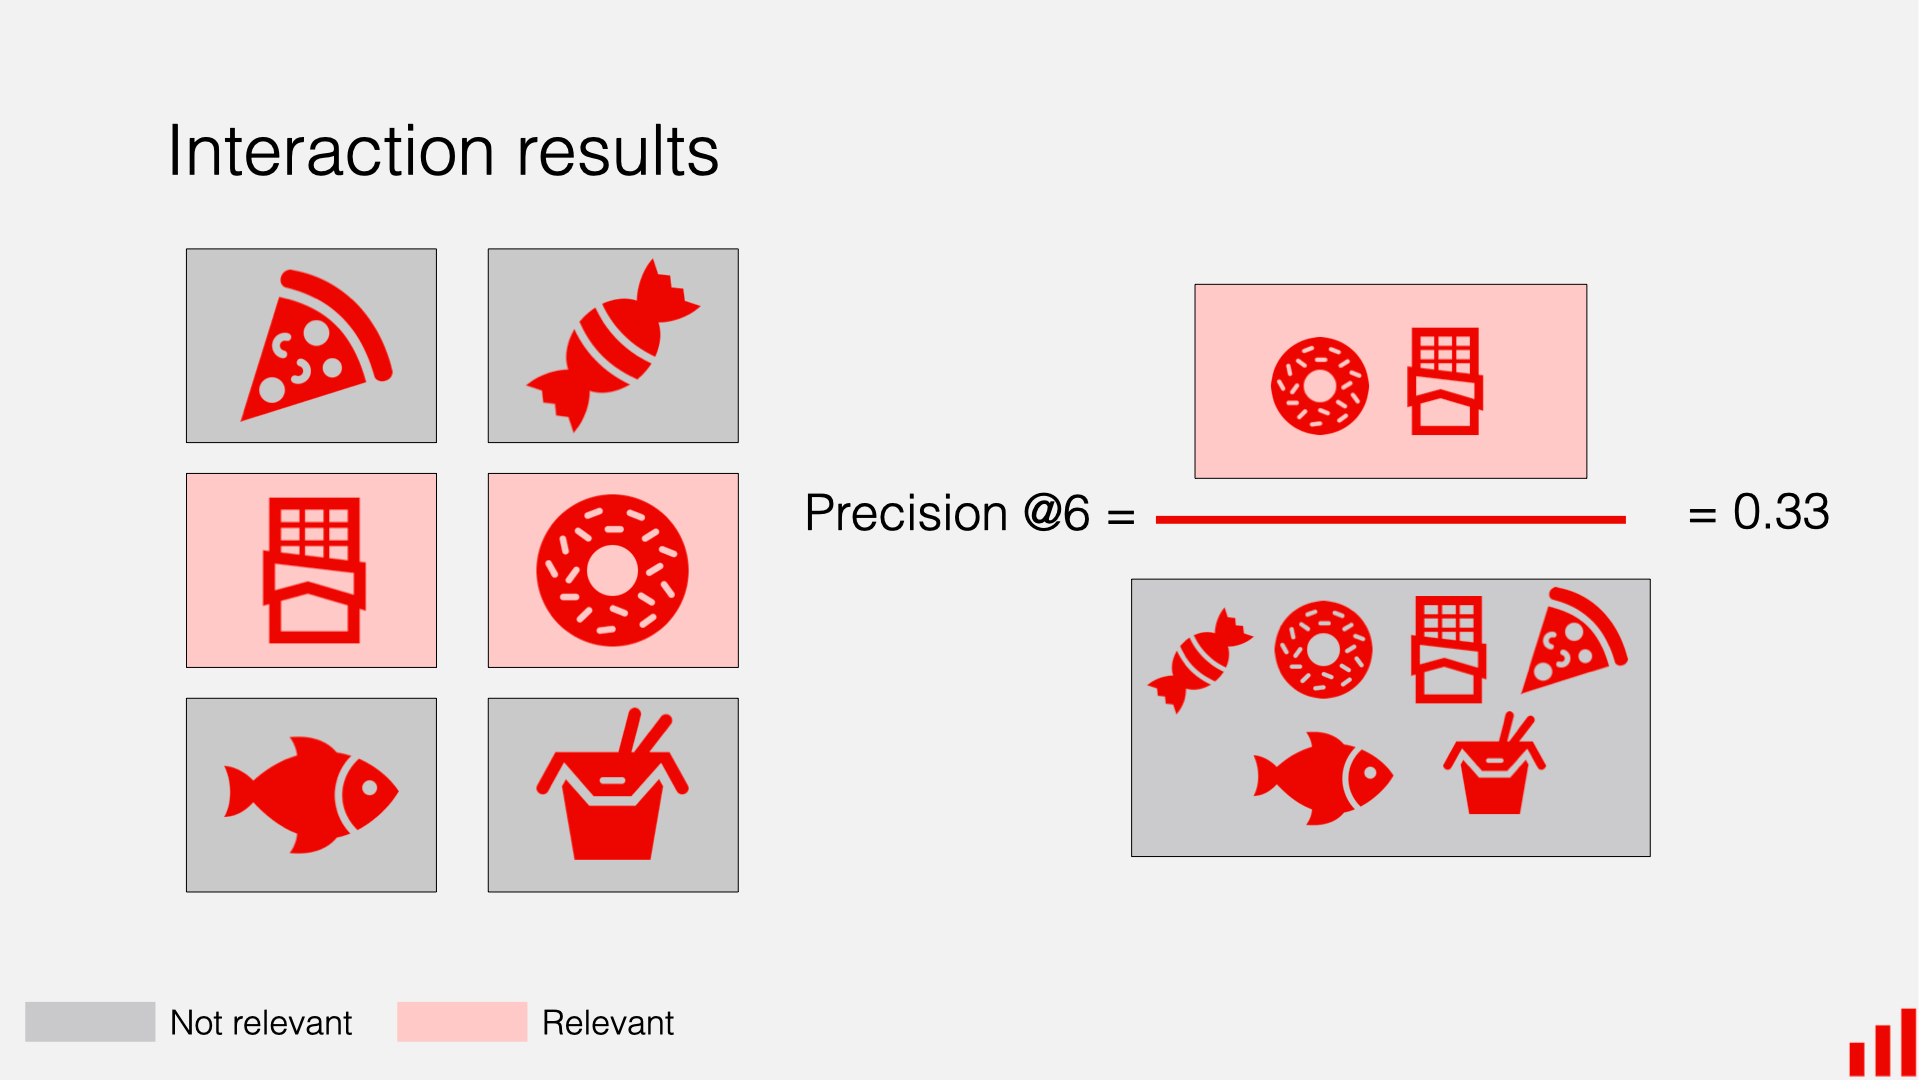 Interaction results
Precision @6 =
= 0.33
Not relevant
Relevant